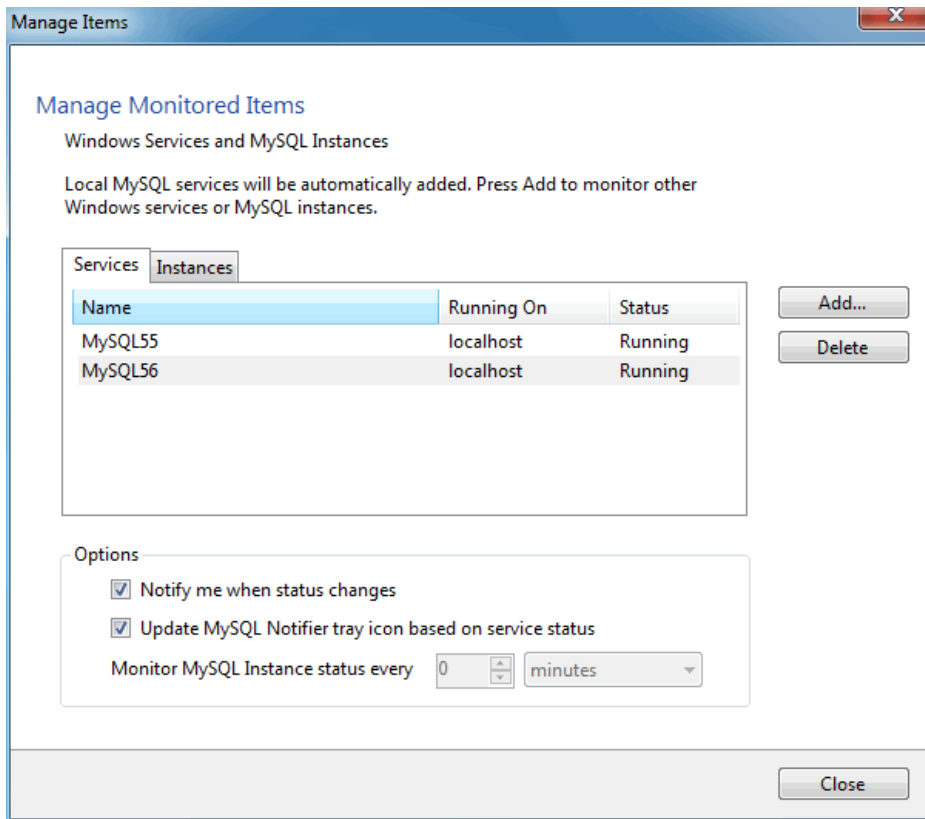 Manage Items
Manage Monitored Items
Windows Services and MySQL Instances
Local MySQL services will be automatically added. Press Add to monitor other
Windows services or MySQL instances.
Services Instances
Name Running On Status
MySQL55 localhost Running
MySQL56 localhost Running
Add...
Delete
Options
Notify me when status changes
Update MySQL Notifier tray icon based on service status
Monitor MySQL Instance status every 0 minutes
Close